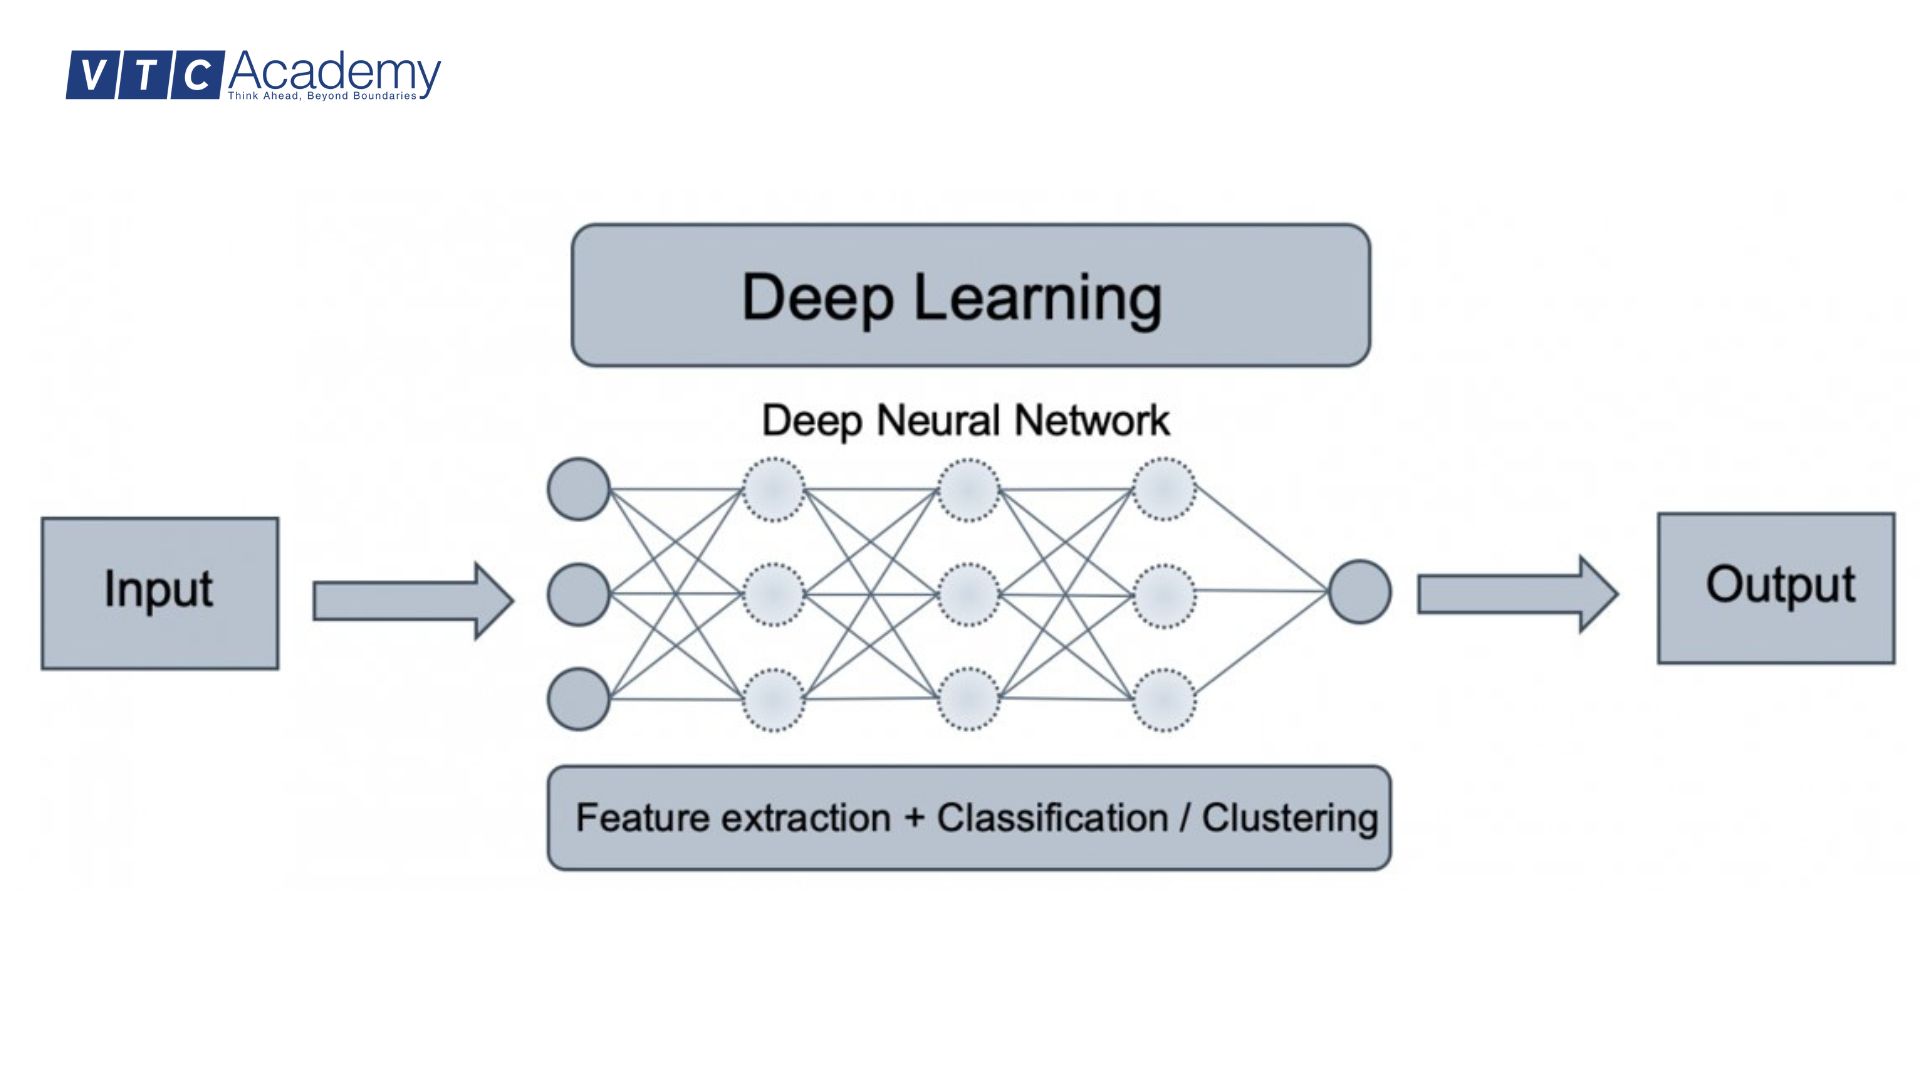 VTC Academy
Think Ahead, Beyond Boundaries
Deep Learning
Deep Neural Network
Input
Output
Feature extraction + Classification / Clustering